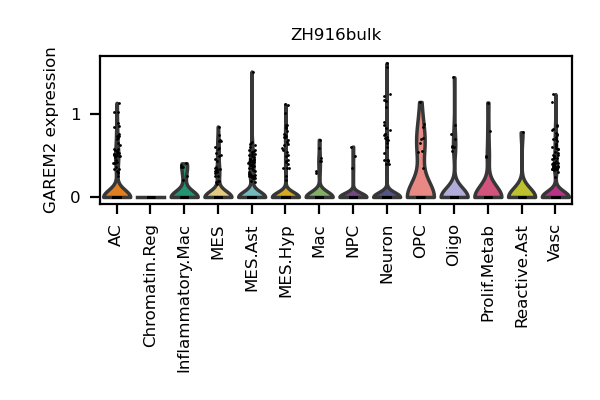 ZH916bulk
GAREM2 expression
1
0
AC
Chromatin.Reg
Inflammatory.Mac
MES
MES.Ast
MES.Hyp
Mac
NPC
Neuron
OPC
Oligo
Prolif.Metab
Reactive.Ast
Vasc